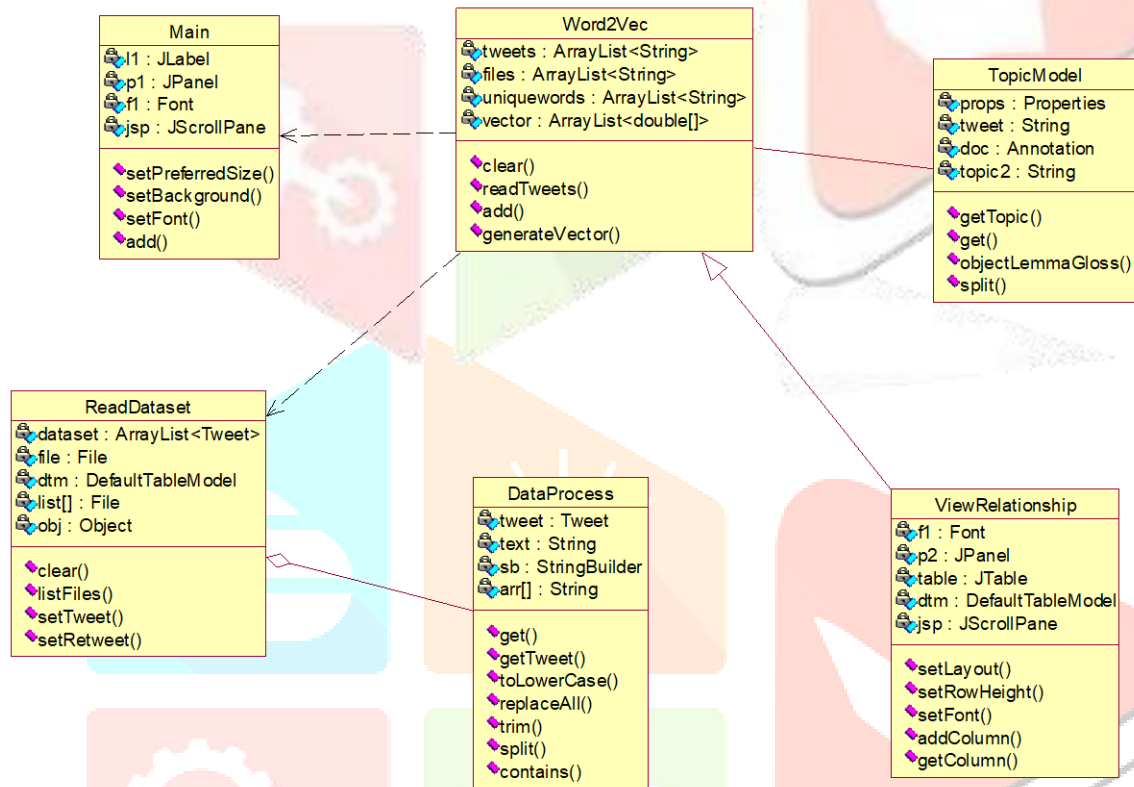 Main
l1 : JLabel
p1 : JPanel
f1 : Font
jsp : JScrollPane
setPreferredSize()
setBackground()
setFont()
add()
Word2Vec
tweets : ArrayList<String>
files : ArrayList<String>
uniquewords : ArrayList<String>
vector : ArrayList<double[]>
clear()
readTweets()
add()
generateVector()
TopicModel
props : Properties
tweet : String
doc : Annotation
topic2 : String
getTopic()
get()
objectLemmaGloss()
split()
ReadDataset
dataset : ArrayList<Tweet>
file : File
dtm : DefaultTableModel
list[] : File
obj : Object
clear()
listFiles()
setTweet()
setRetweet()
DataProcess
tweet : Tweet
text : String
sb : StringBuilder
arr[] : String
get()
getTweet()
toLowerCase()
replaceAll()
trim()
split()
contains()
ViewRelationship
f1 : Font
p2 : JPanel
table : JTable
dtm : DefaultTableModel
jsp : JScrollPane
setLayout()
setRowHeight()
setFont()
addColumn()
getColumn()